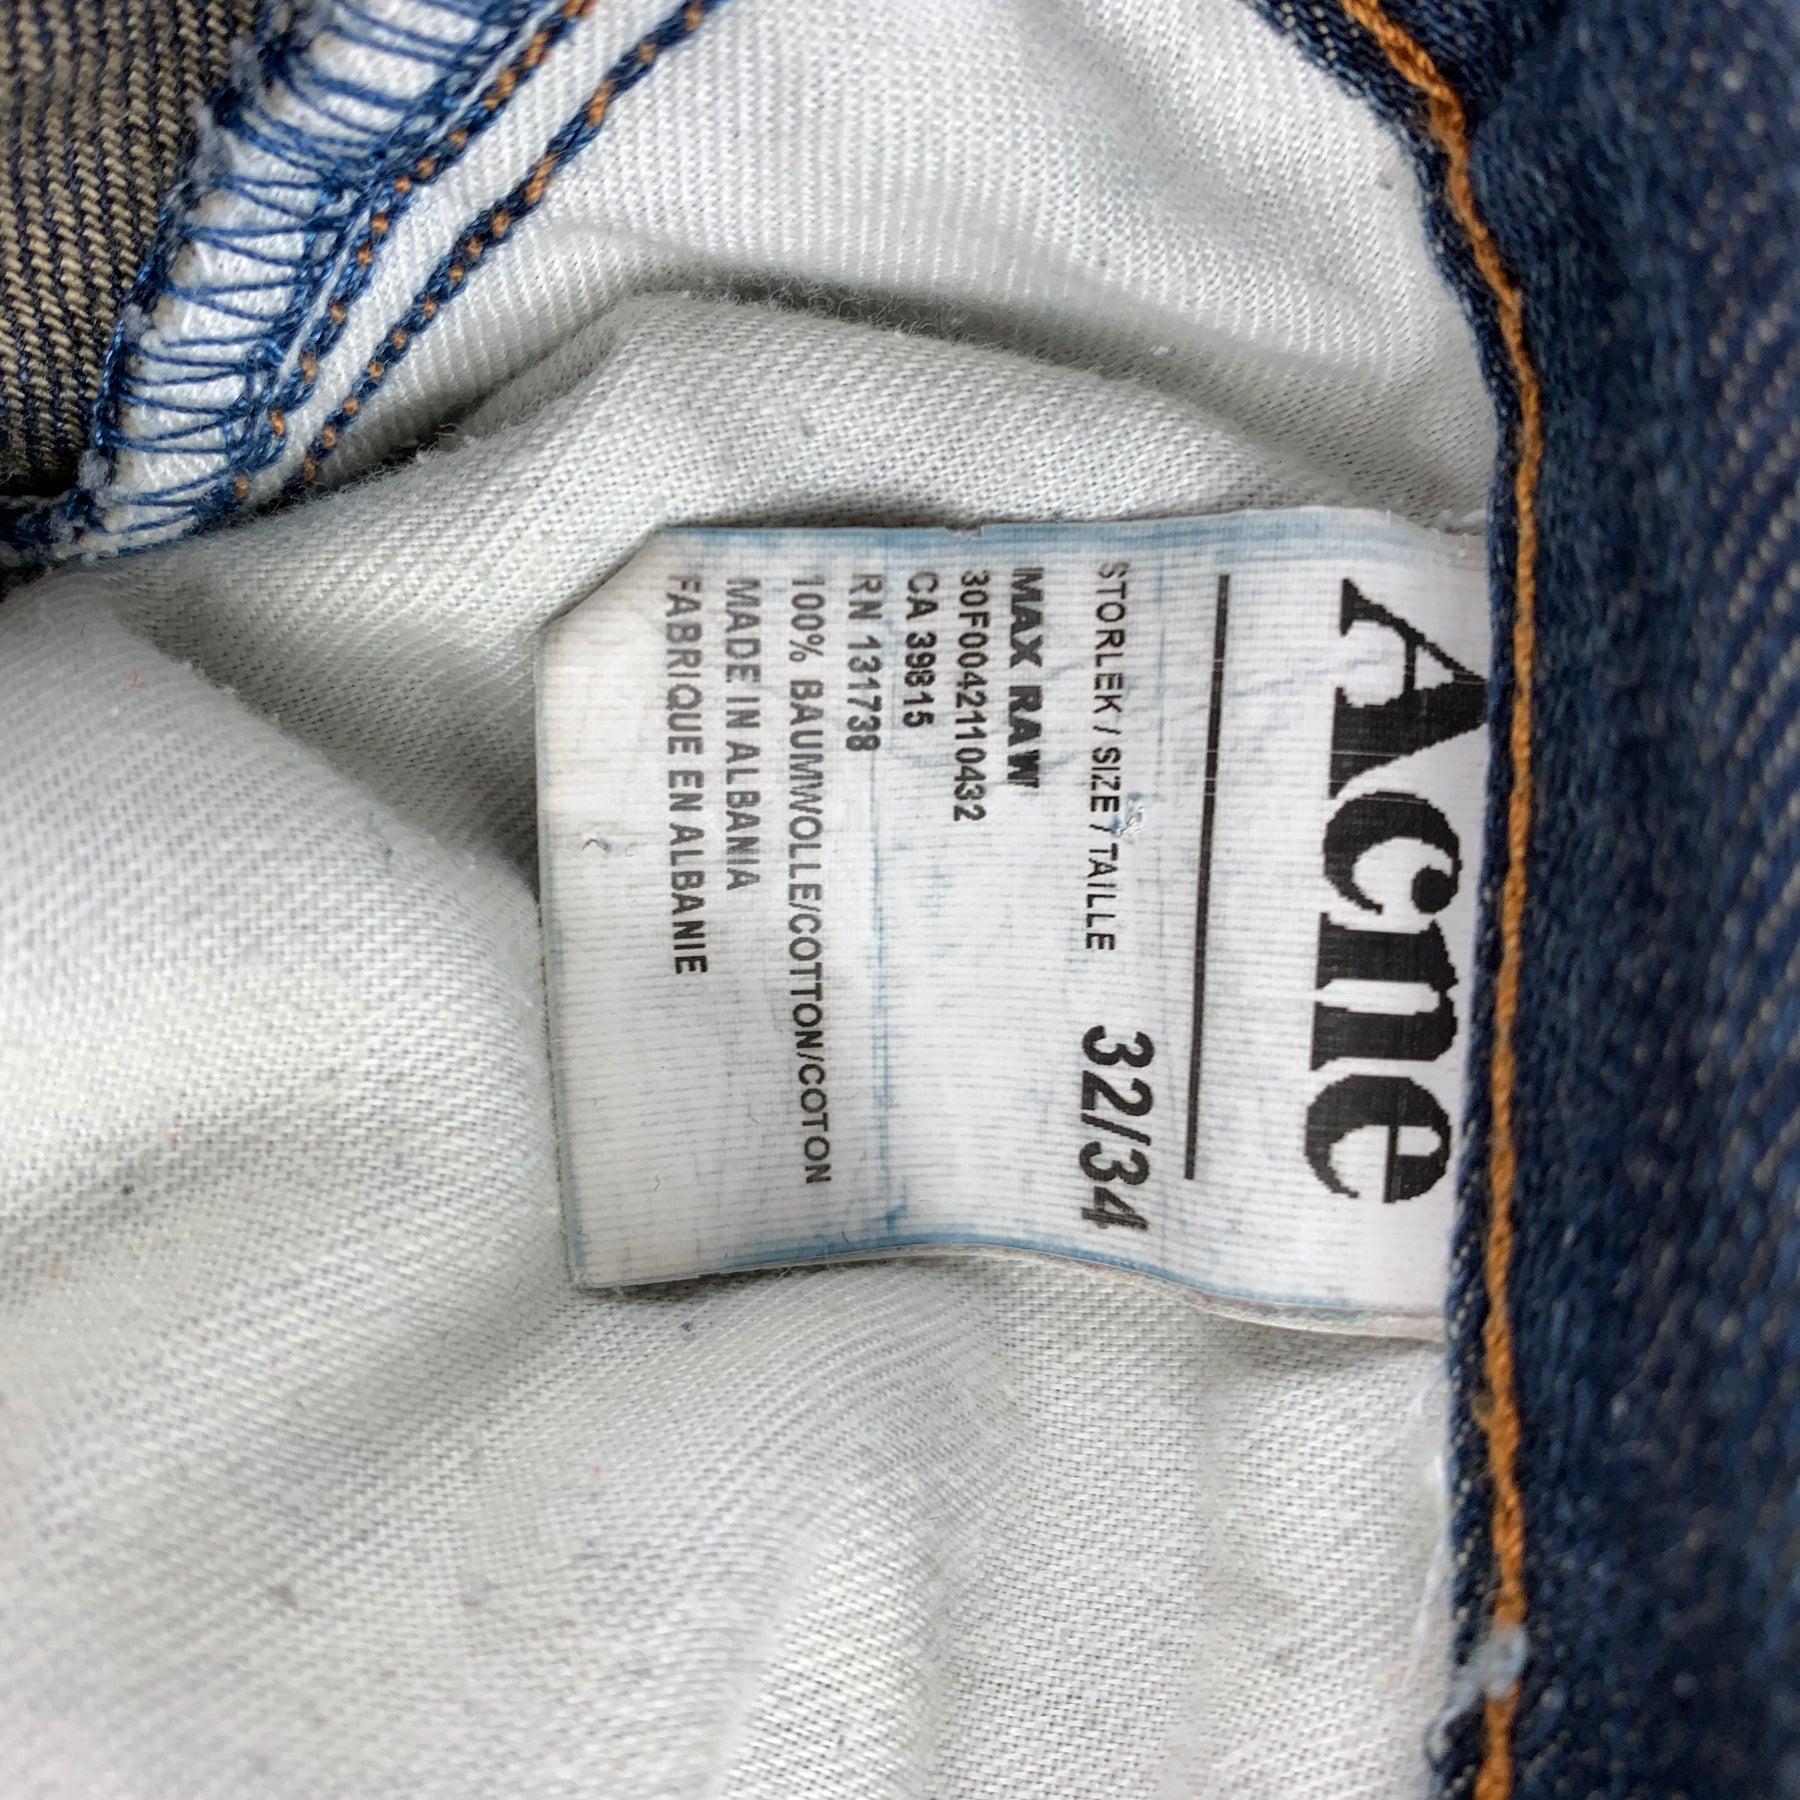 Acne
STORLEK / SIZE / TAILLE 32/34
MAX RAW
30F0042110432
CA 39815
RN 131738
100% BAUMWOLLE/COTTON/COTON
MADE IN ALBANIA
FABRIQUE EN ALBANIE